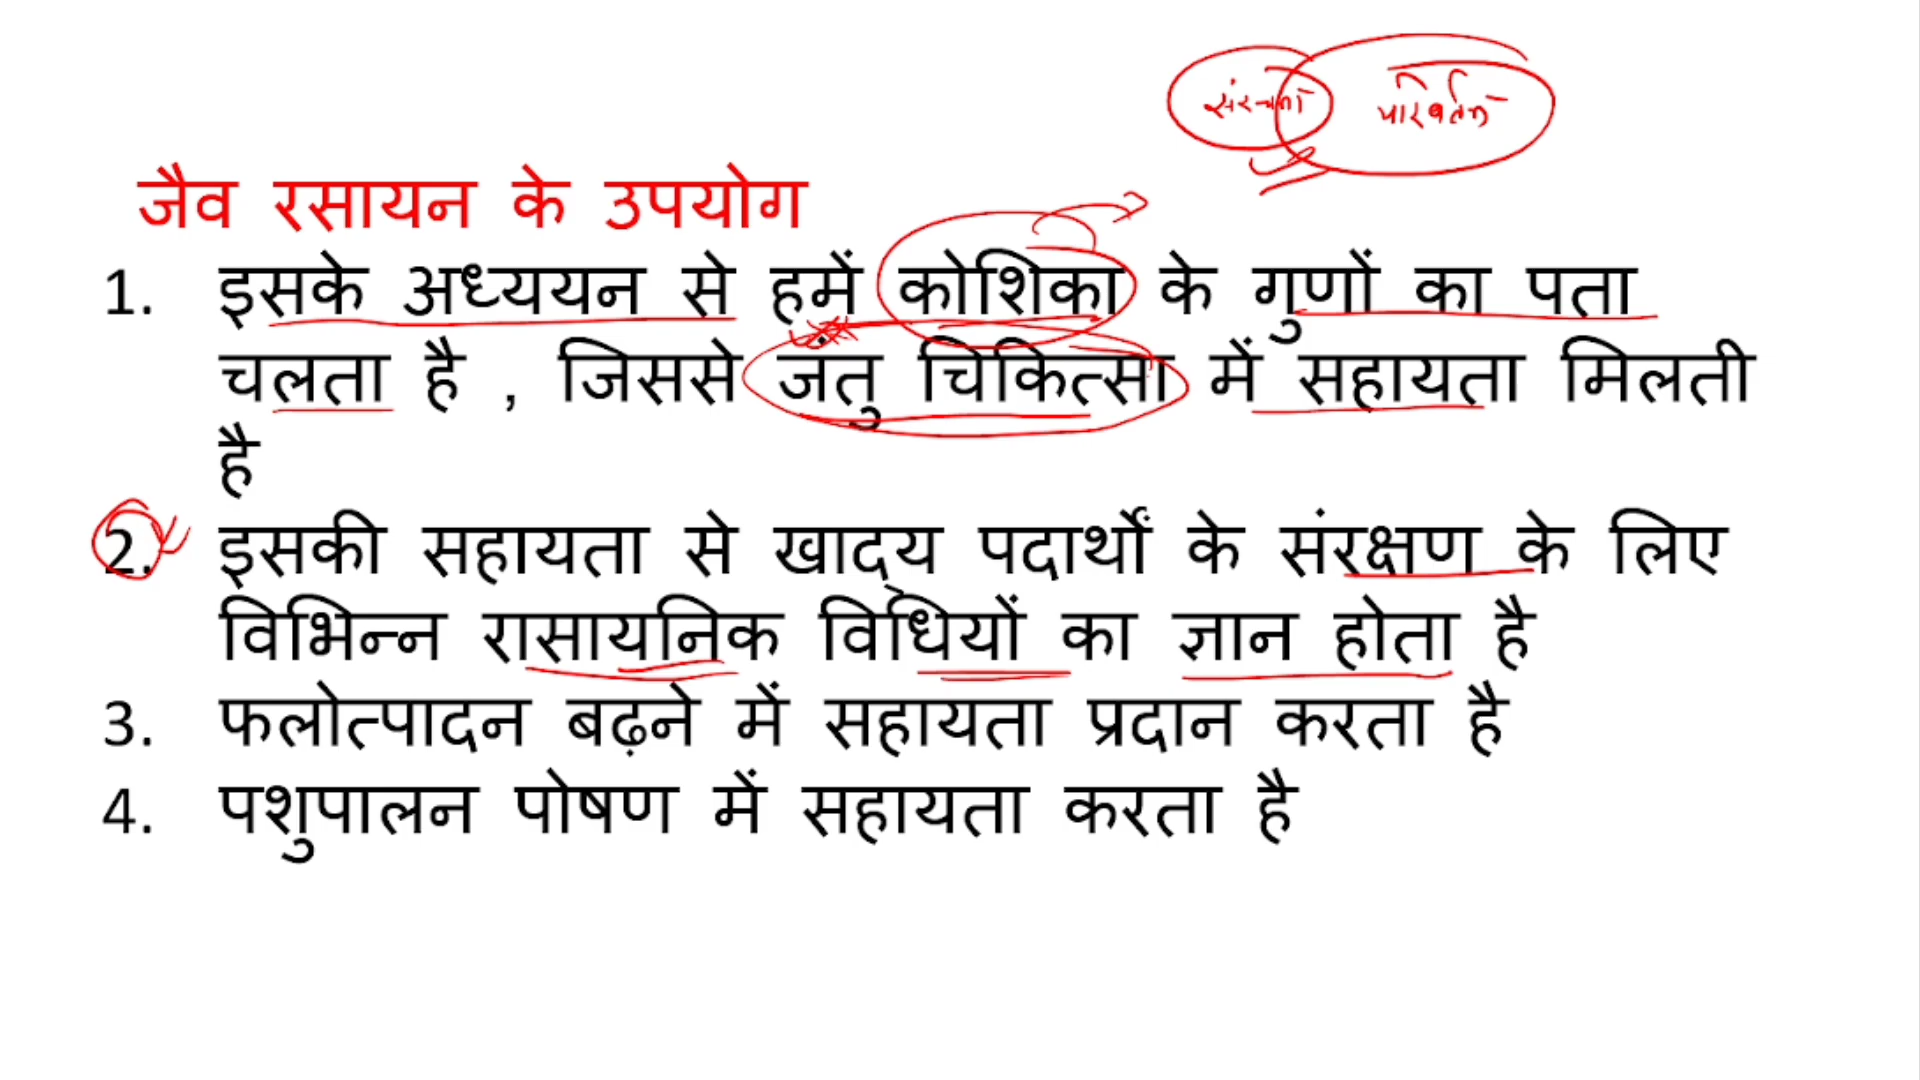 संरचना परिवर्तन
जैव रसायन के उपयोग
1. इसके अध्ययन से हमें कोशिका के गुणों का पता
चलता है , जिससे जंतु चिकित्सा में सहायता मिलती
है
2. इसकी सहायता से खाद्य पदार्थों के संरक्षण के लिए
विभिन्न रासायनिक विधियों का ज्ञान होता है
3. फलोत्पादन बढ़ने में सहायता प्रदान करता है
4. पशुपालन पोषण में सहायता करता है